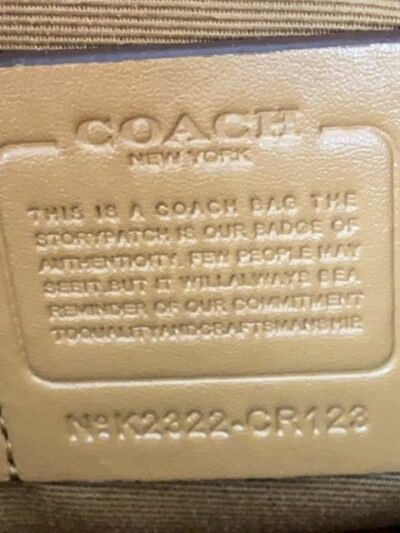 COACH
NEW YORK
THIS IS A COACH BAG THE
STORYPATCH IS OUR BADGE OF
AUTHENTICITY. FEW PEOPLE MAY
SEEIT.BUT IT WILLALWAYS BEA
REMINDER OF OUR COMMITMENT
TOQUALITYANDCRAFTSMANSHIP
NºK2322-CR123